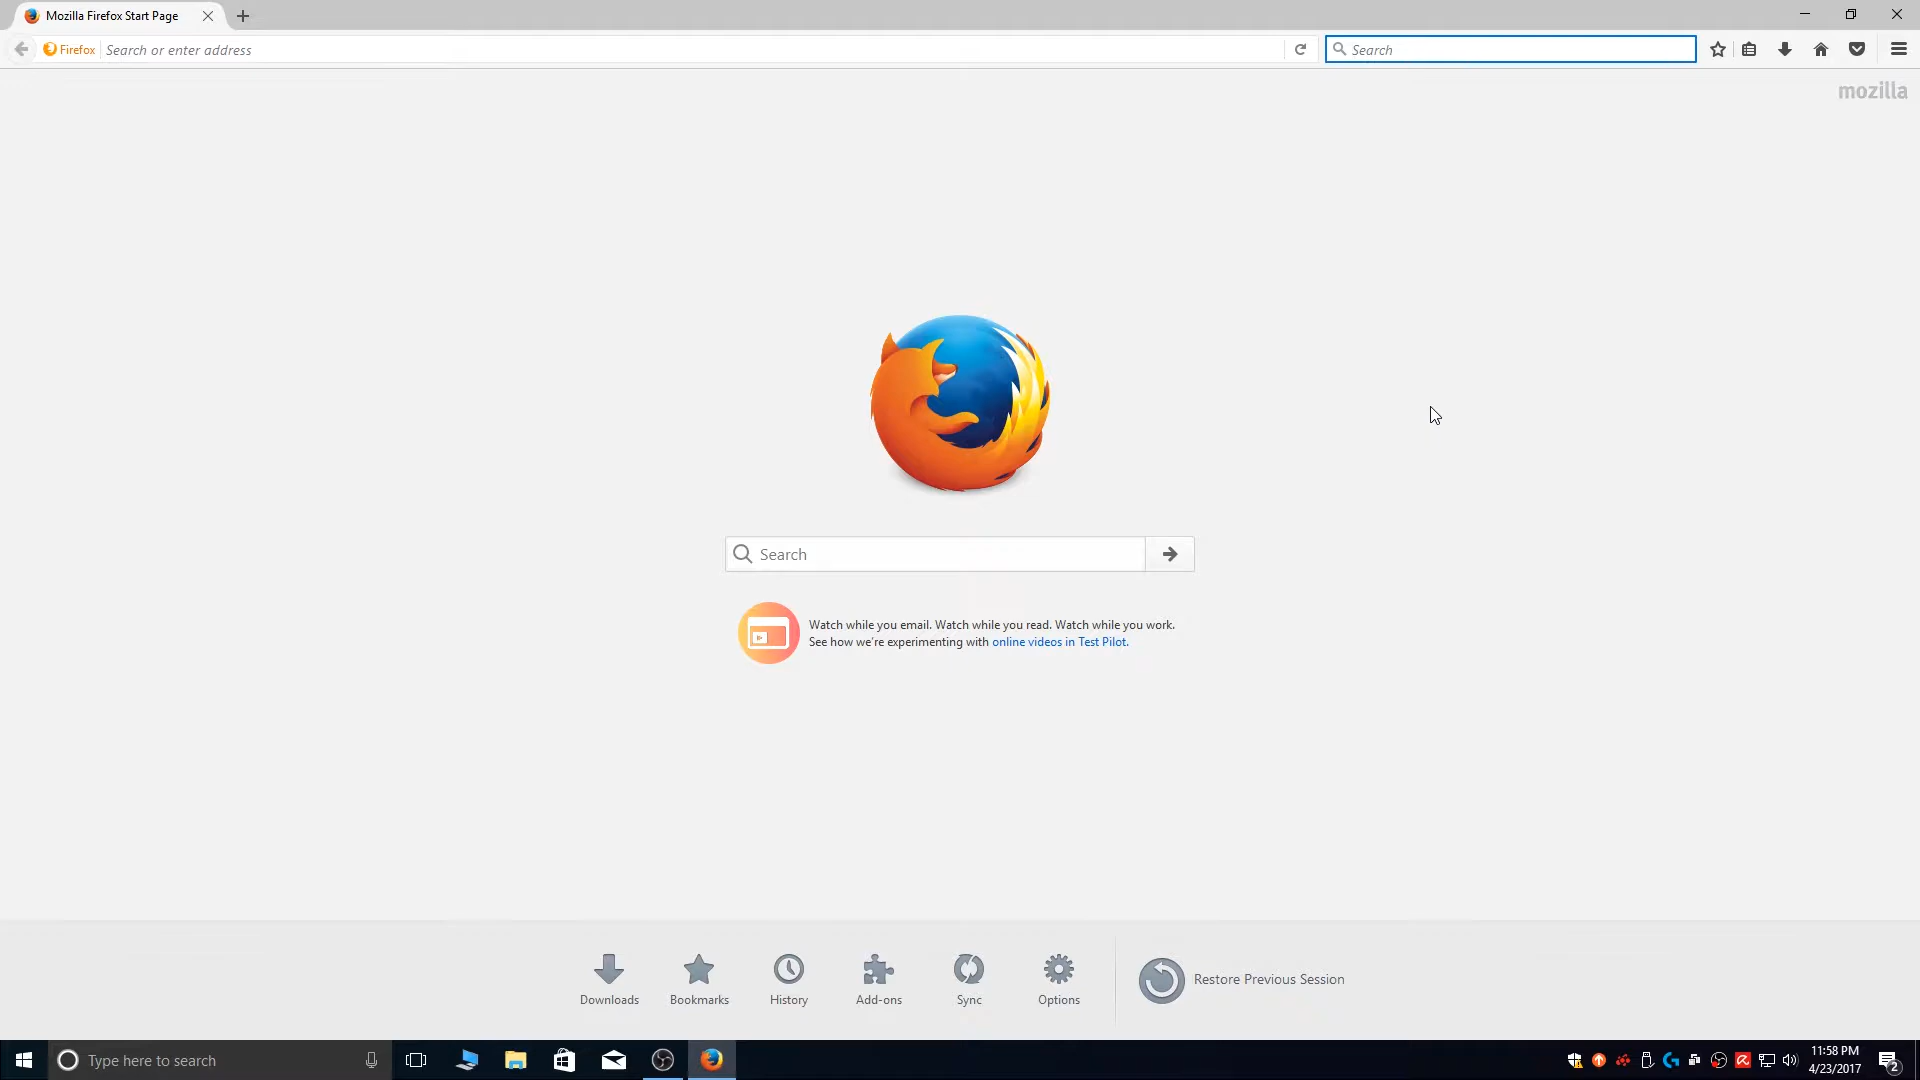 Mozilla Firefox Start Page
Firefox
Search or enter address
Search
mozilla
Search
Watch while you email. Watch while you read. Watch while you work.
See how we're experimenting with online videos in Test Pilot.
Downloads
Bookmarks
History
Add-ons
Sync
Options
Restore Previous Session
Type here to search
11:58 PM
4/23/2017
2